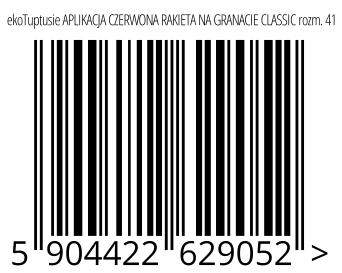 ekoTuptusie APLIKACJA CZERWONA RAKIETA NA GRANACIE CLASSIC rozm. 41
5 904422 629052 >